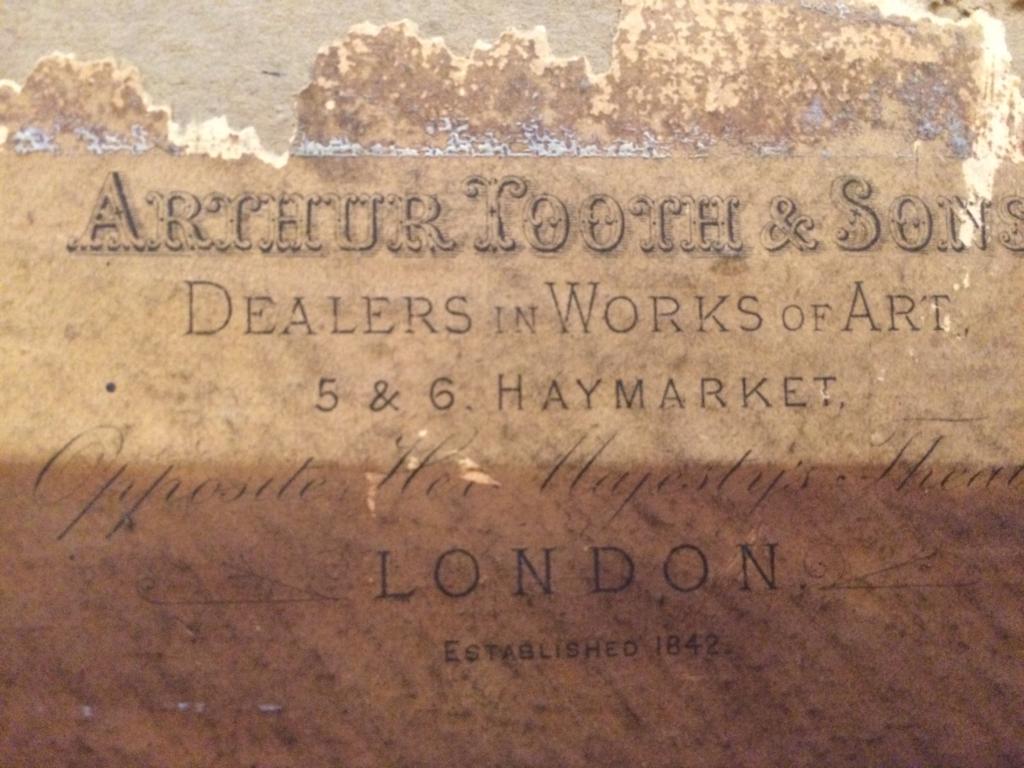 ARTHUR TOOTH & SONS
DEALERS IN WORKS OF ART,
5 & 6. HAYMARKET,
Opposite Her Majesty's Theat
LONDON.
ESTABLISHED 1842.